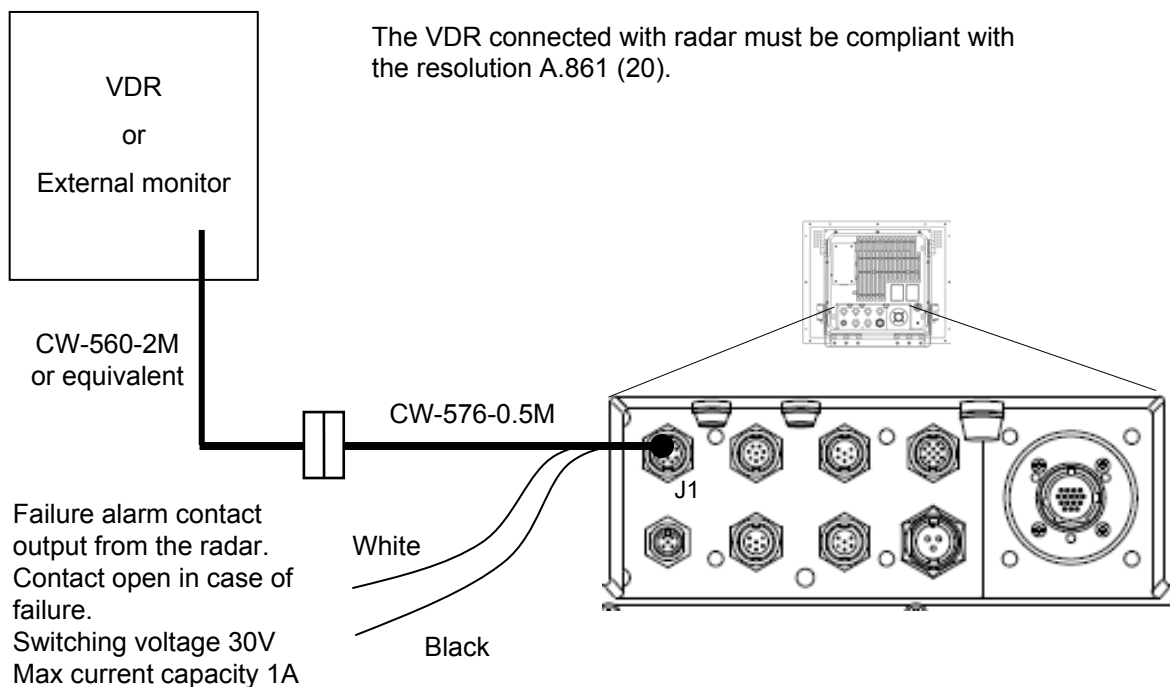 The VDR connected with radar must be compliant with
the resolution A.861 (20).
VDR
or
External monitor
CW-560-2M
or equivalent
CW-576-0.5M
J1
Failure alarm contact
output from the radar.
Contact open in case of
failure.
Switching voltage 30V
Max current capacity 1A
White
Black